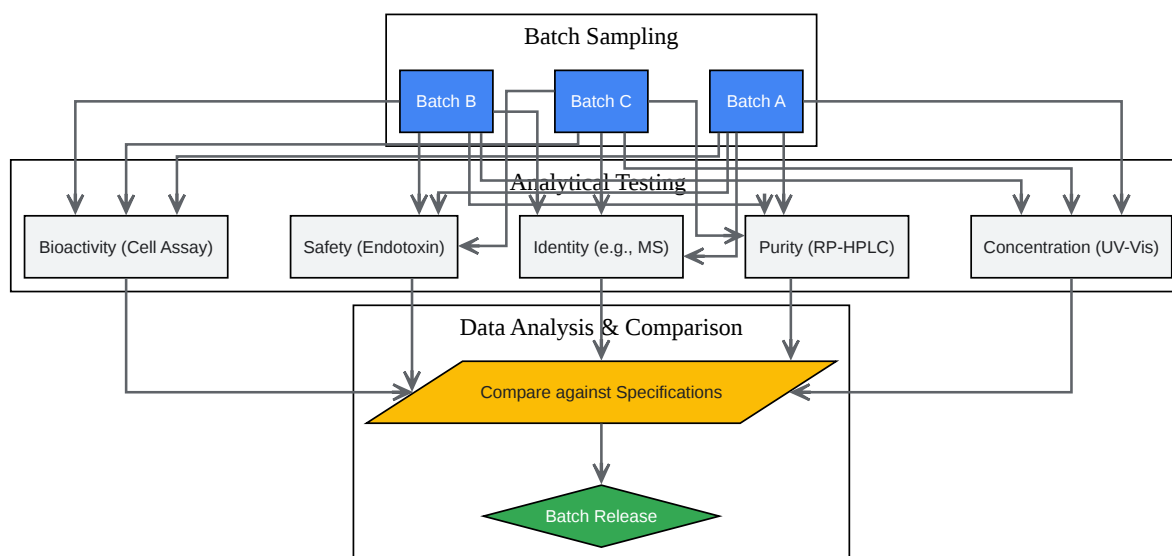 Batch Sampling
Batch B
Batch C
Batch A
Analytical Testing
Bioactivity (Cell Assay)
Safety (Endotoxin)
Identity (e.g., MS)
Purity (RP-HPLC)
Concentration (UV-Vis)
Data Analysis & Comparison
Compare against Specifications
Batch Release